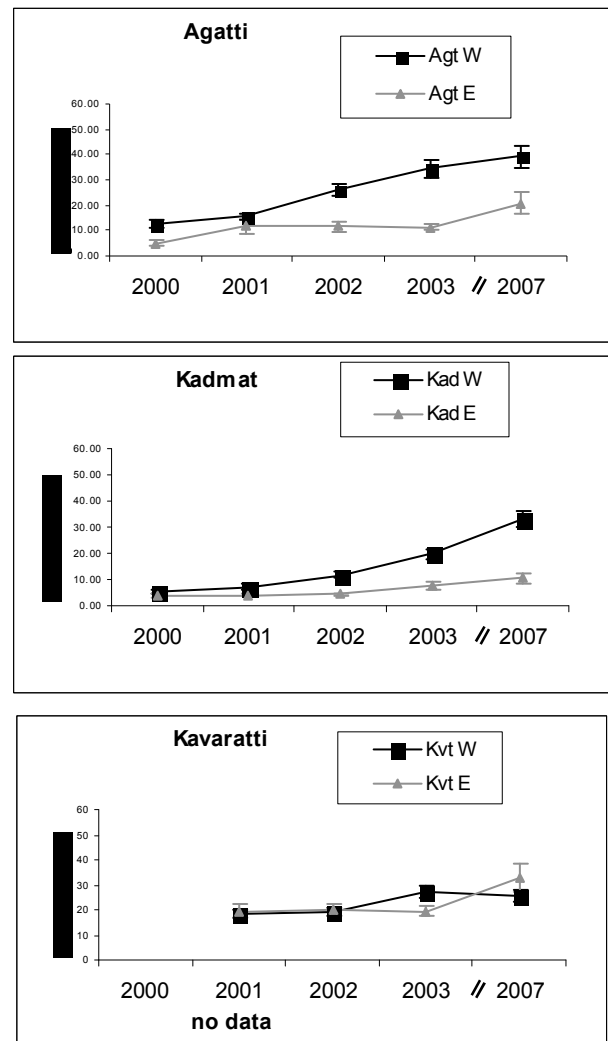 Agatti
Agt W
Agt E
60.00
50.00
40.00
30.00
20.00
10.00
0.00
2000 2001 2002 2003 // 2007
Kadmat
Kad W
Kad E
60.00
50.00
40.00
30.00
20.00
10.00
0.00
2000 2001 2002 2003 // 2007
Kavaratti
Kvt W
Kvt E
60
50
40
30
20
10
0
2000 2001 2002 2003 // 2007
no data